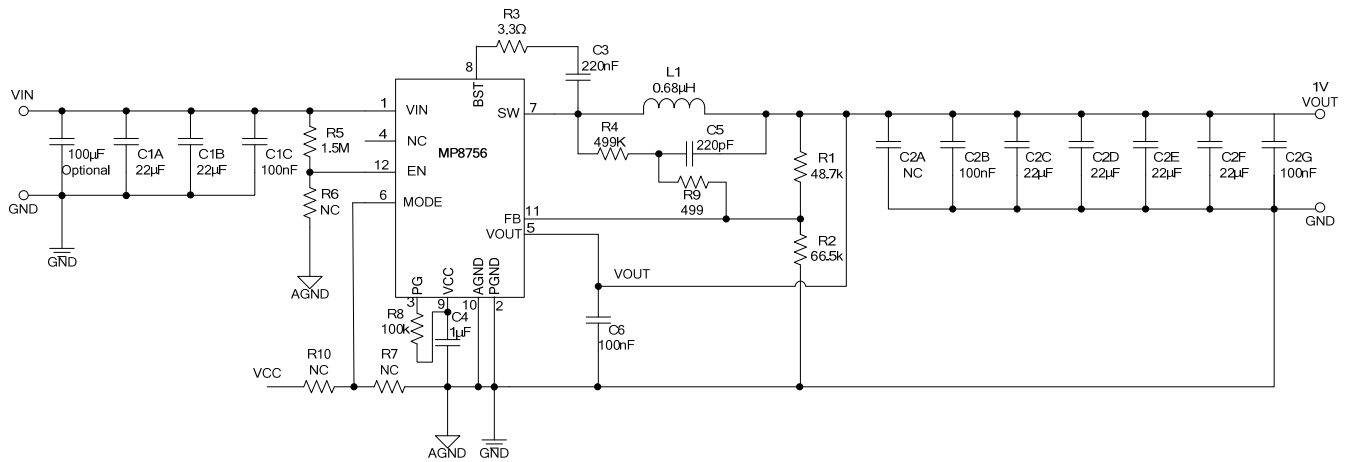 R3
3.3Ω
C3
220nF
8
BST
L1
0.68µH
VIN
1
VIN
SW
7
1V
VOUT
100µF
Optional
C1A
22µF
C1B
22µF
C1C
100nF
R5
1.5M
4
NC
MP8756
R4
499K
C5
220pF
R1
48.7k
C2A
NC
C2B
100nF
C2C
22µF
C2D
22µF
C2E
22µF
C2F
22µF
C2G
100nF
12
EN
R9
499
GND
R6
NC
6
MODE
FB
11
GND
VOUT
5
R2
66.5k
GND
AGND
PG
VCC
AGND
PGND
VOUT
3
9
10
2
R8
100k
C4
1µF
C6
100nF
VCC
R10
NC
R7
NC
AGND
GND